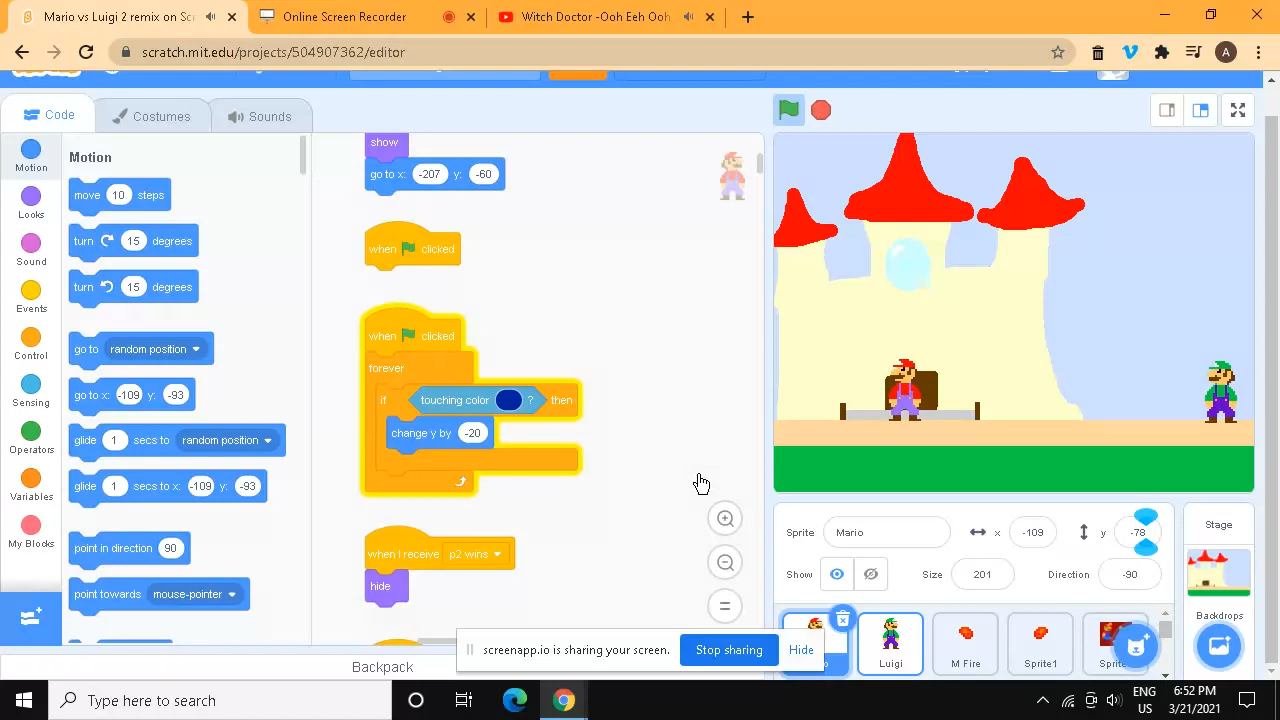 Mario vs Luigi 2 remix on Sc
Online Screen Recorder
Witch Doctor -Ooh Eeh Ooh
scratch.mit.edu/projects/504907362/editor
A
Code
Costumes
Sounds
Motion
Looks
Sound
Events
Control
Sensing
Operators
Variables
My Blocks
Motion
move 10 steps
turn 15 degrees
turn 15 degrees
go to random position
go to x: -109 y: -93
glide 1 secs to random position
glide 1 secs to x: -109 y: -93
point in direction 90
point towards mouse-pointer
show
go to x: -207 y: -60
when clicked
when clicked
forever
if touching color ? then
change y by -20
when I receive p2 wins
hide
Sprite Mario x -109 y -78
Show Size 201 Direction -90
Luigi
M Fire
Sprite1
Stage
Backdrops
Backpack
screenapp.io is sharing your screen.
Stop sharing
Hide
Type here to search
ENG
US
6:52 PM
3/21/2021